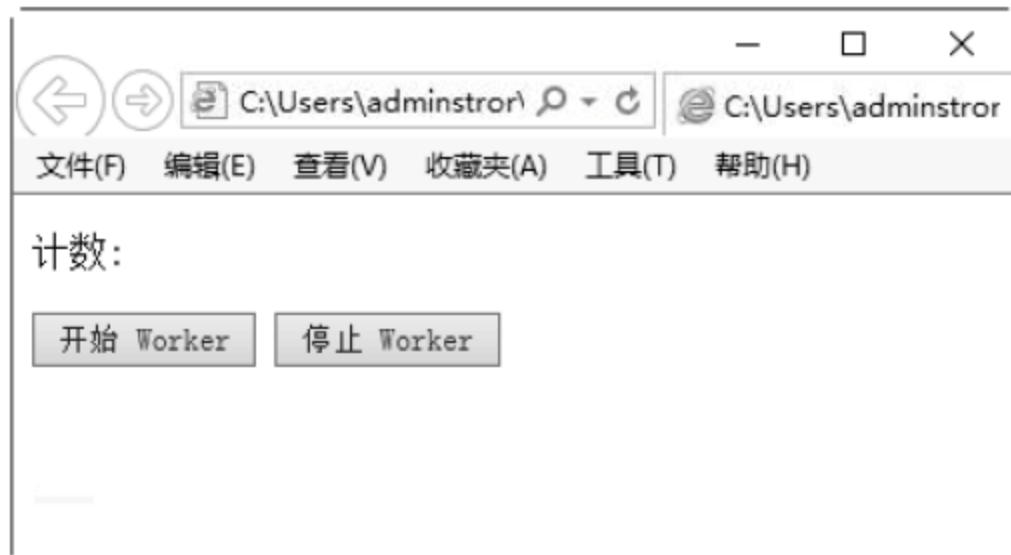 C:\Users\adminstror\ C:\Users\adminstror
文件(F) 编辑(E) 查看(V) 收藏夹(A) 工具(T) 帮助(H)
计数:
开始 Worker 停止 Worker